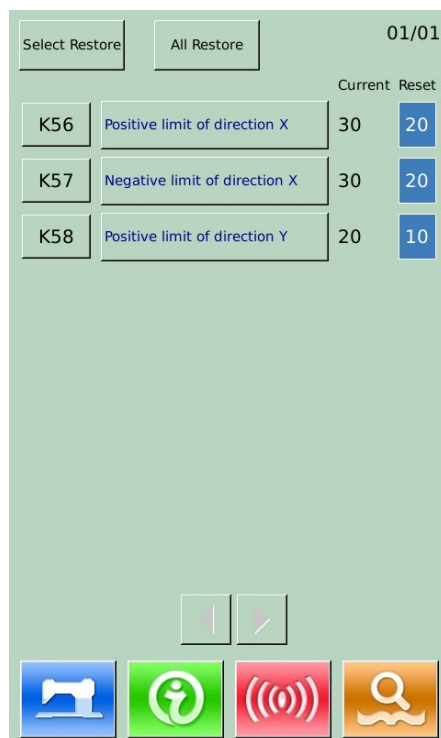 Select Restore All Restore 01/01
Current Reset
K56 Positive limit of direction X 30 20
K57 Negative limit of direction X 30 20
K58 Positive limit of direction Y 20 10